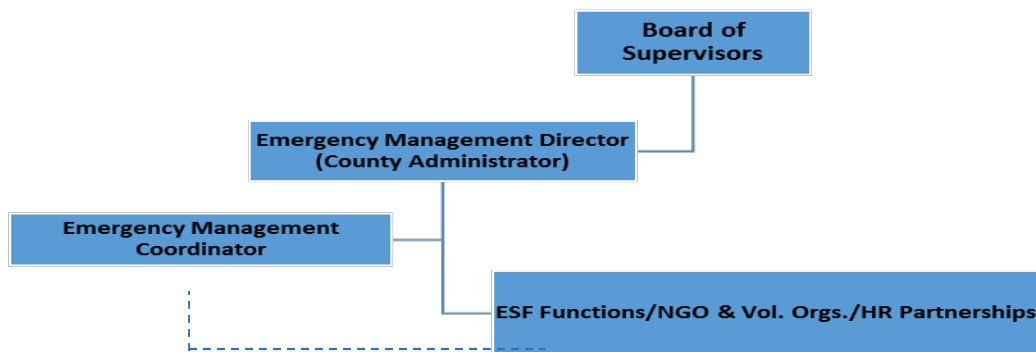 Board of
Supervisors
Emergency Management Director
(County Administrator)
Emergency Management
Coordinator
ESF Functions/NGO & Vol. Orgs./HR Partnerships